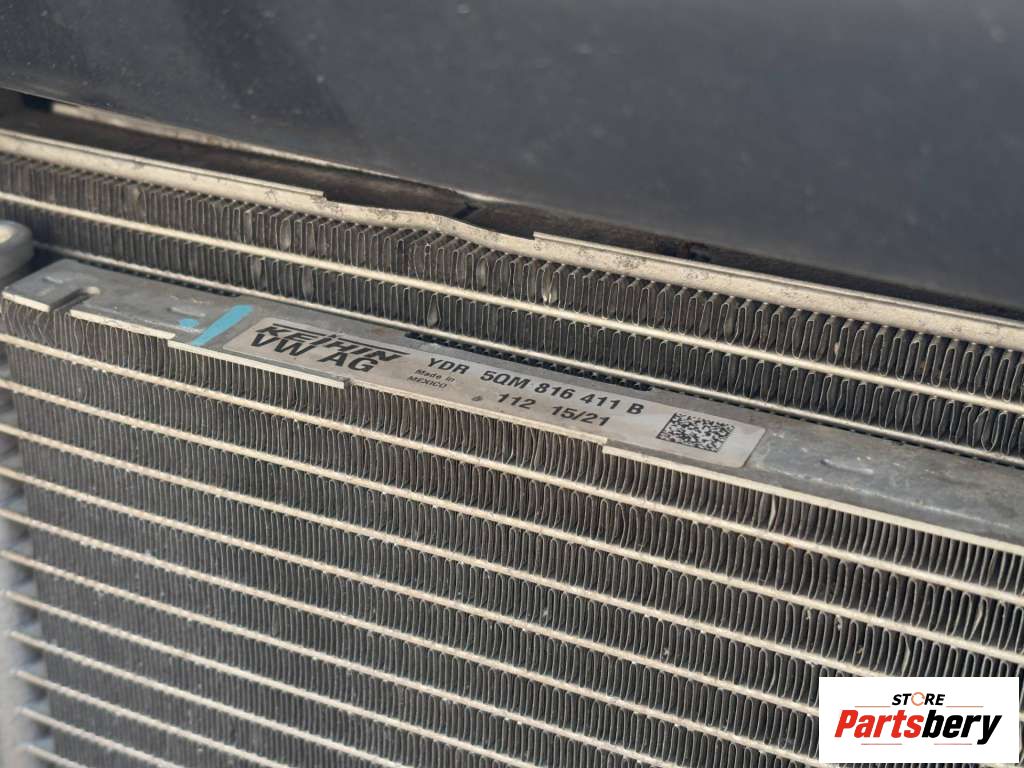 KEIHIN
VW AG
YDR 5QM 816 411 B
Made in
MEXICO
112 15/21
STORE
Partsbery